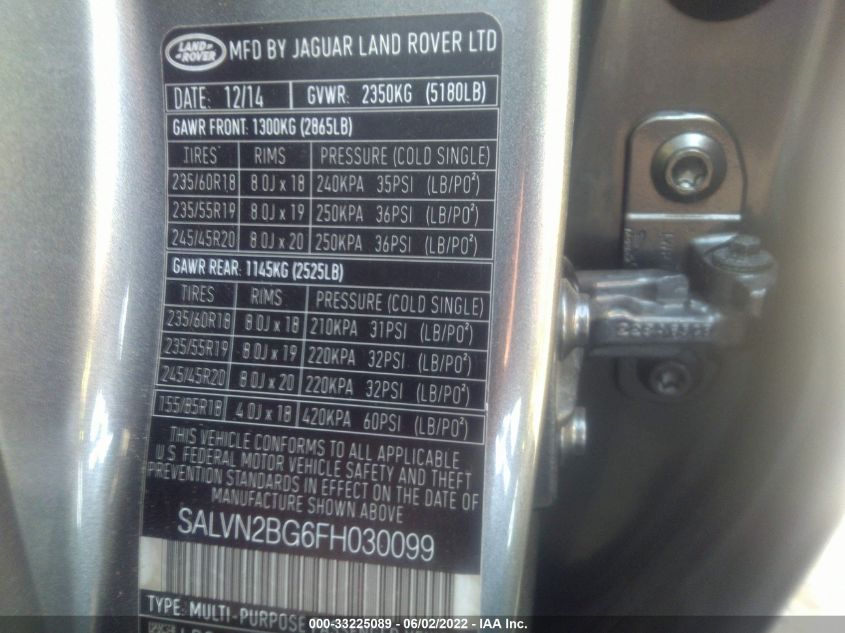 LAND ROVER MFD BY JAGUAR LAND ROVER LTD
DATE: 12/14 GVWR: 2350KG (5180LB)
GAWR FRONT: 1300KG (2865LB)
TIRES RIMS PRESSURE (COLD SINGLE)
235/60R18 8.0J x 18 240KPA 35PSI (LB/PO²)
235/55R19 8.0J x 19 250KPA 36PSI (LB/PO²)
245/45R20 8.0J x 20 250KPA 36PSI (LB/PO²)
GAWR REAR: 1145KG (2525LB)
TIRES RIMS PRESSURE (COLD SINGLE)
235/60R18 8.0J x 18 210KPA 31PSI (LB/PO²)
235/55R19 8.0J x 19 220KPA 32PSI (LB/PO²)
245/45R20 8.0J x 20 220KPA 32PSI (LB/PO²)
155/85R18 4.0J x 18 420KPA 60PSI (LB/PO²)
THIS VEHICLE CONFORMS TO ALL APPLICABLE
U.S FEDERAL MOTOR VEHICLE SAFETY AND THEFT
PREVENTION STANDARDS IN EFFECT ON THE DATE OF
MANUFACTURE SHOWN ABOVE
SALVN2BG6FH030099
TYPE: MULTI-PURPOSE
000-33225089 - 06/02/2022 - IAA Inc.